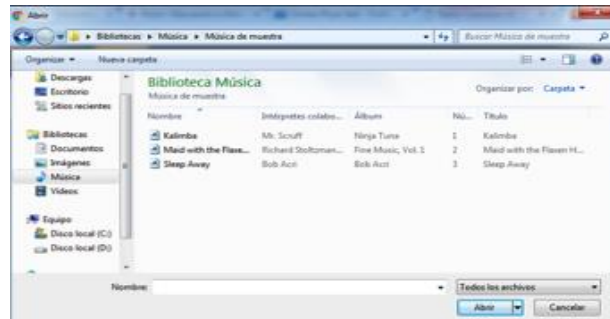 Abrir
Bibliotecas ▸ Música ▸ Música de muestra
Buscar Música de muestra
Organizar
Nueva carpeta
Descargas
Escritorio
Sitios recientes
Bibliotecas
Documentos
Imágenes
Música
Vídeos
Equipo
Disco local (C:)
Disco local (D:)
Biblioteca Música
Música de muestra
Organizar por: Carpeta
Nombre Intérpretes colabo... Álbum Nú... Título
Kalimba Mr. Scruff Ninja Tuna 1 Kalimba
Maid with the Flaxe... Richard Stoltzman... Fine Music, Vol. 1 2 Maid with the Flaxen H...
Sleep Away Bob Acri Bob Acri 3 Sleep Away
Nombre:
Todos los archivos
Abrir
Cancelar